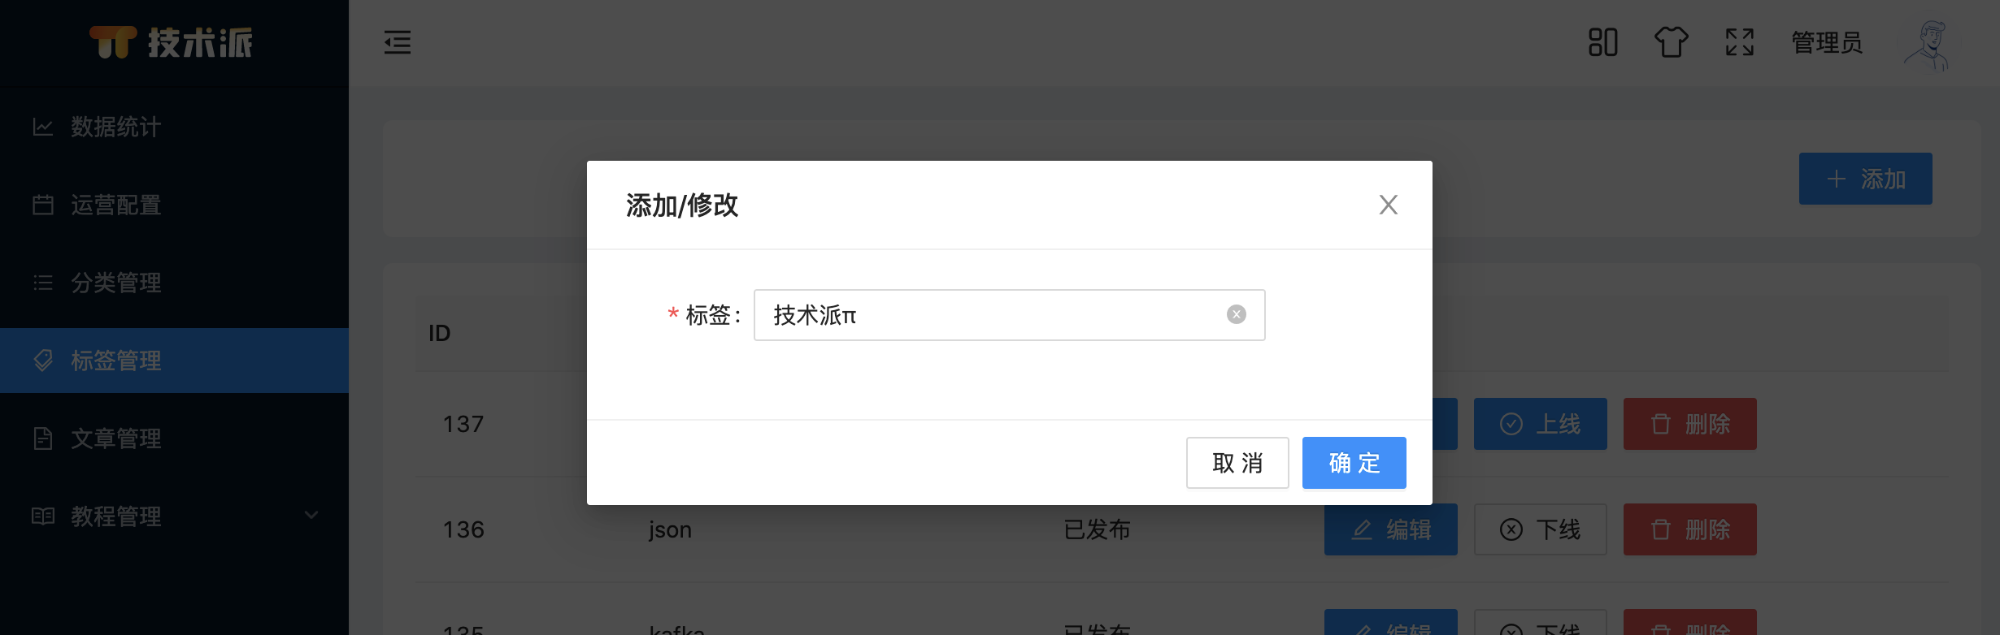 技术派
管理员
数据统计
运营配置
分类管理
标签管理
文章管理
教程管理
添加
添加/修改
* 标签:
技术派π
取 消
确 定
ID
137
上线
删除
136
json
已发布
编辑
下线
删除
135
kafka
已发布
编辑
下线
删除